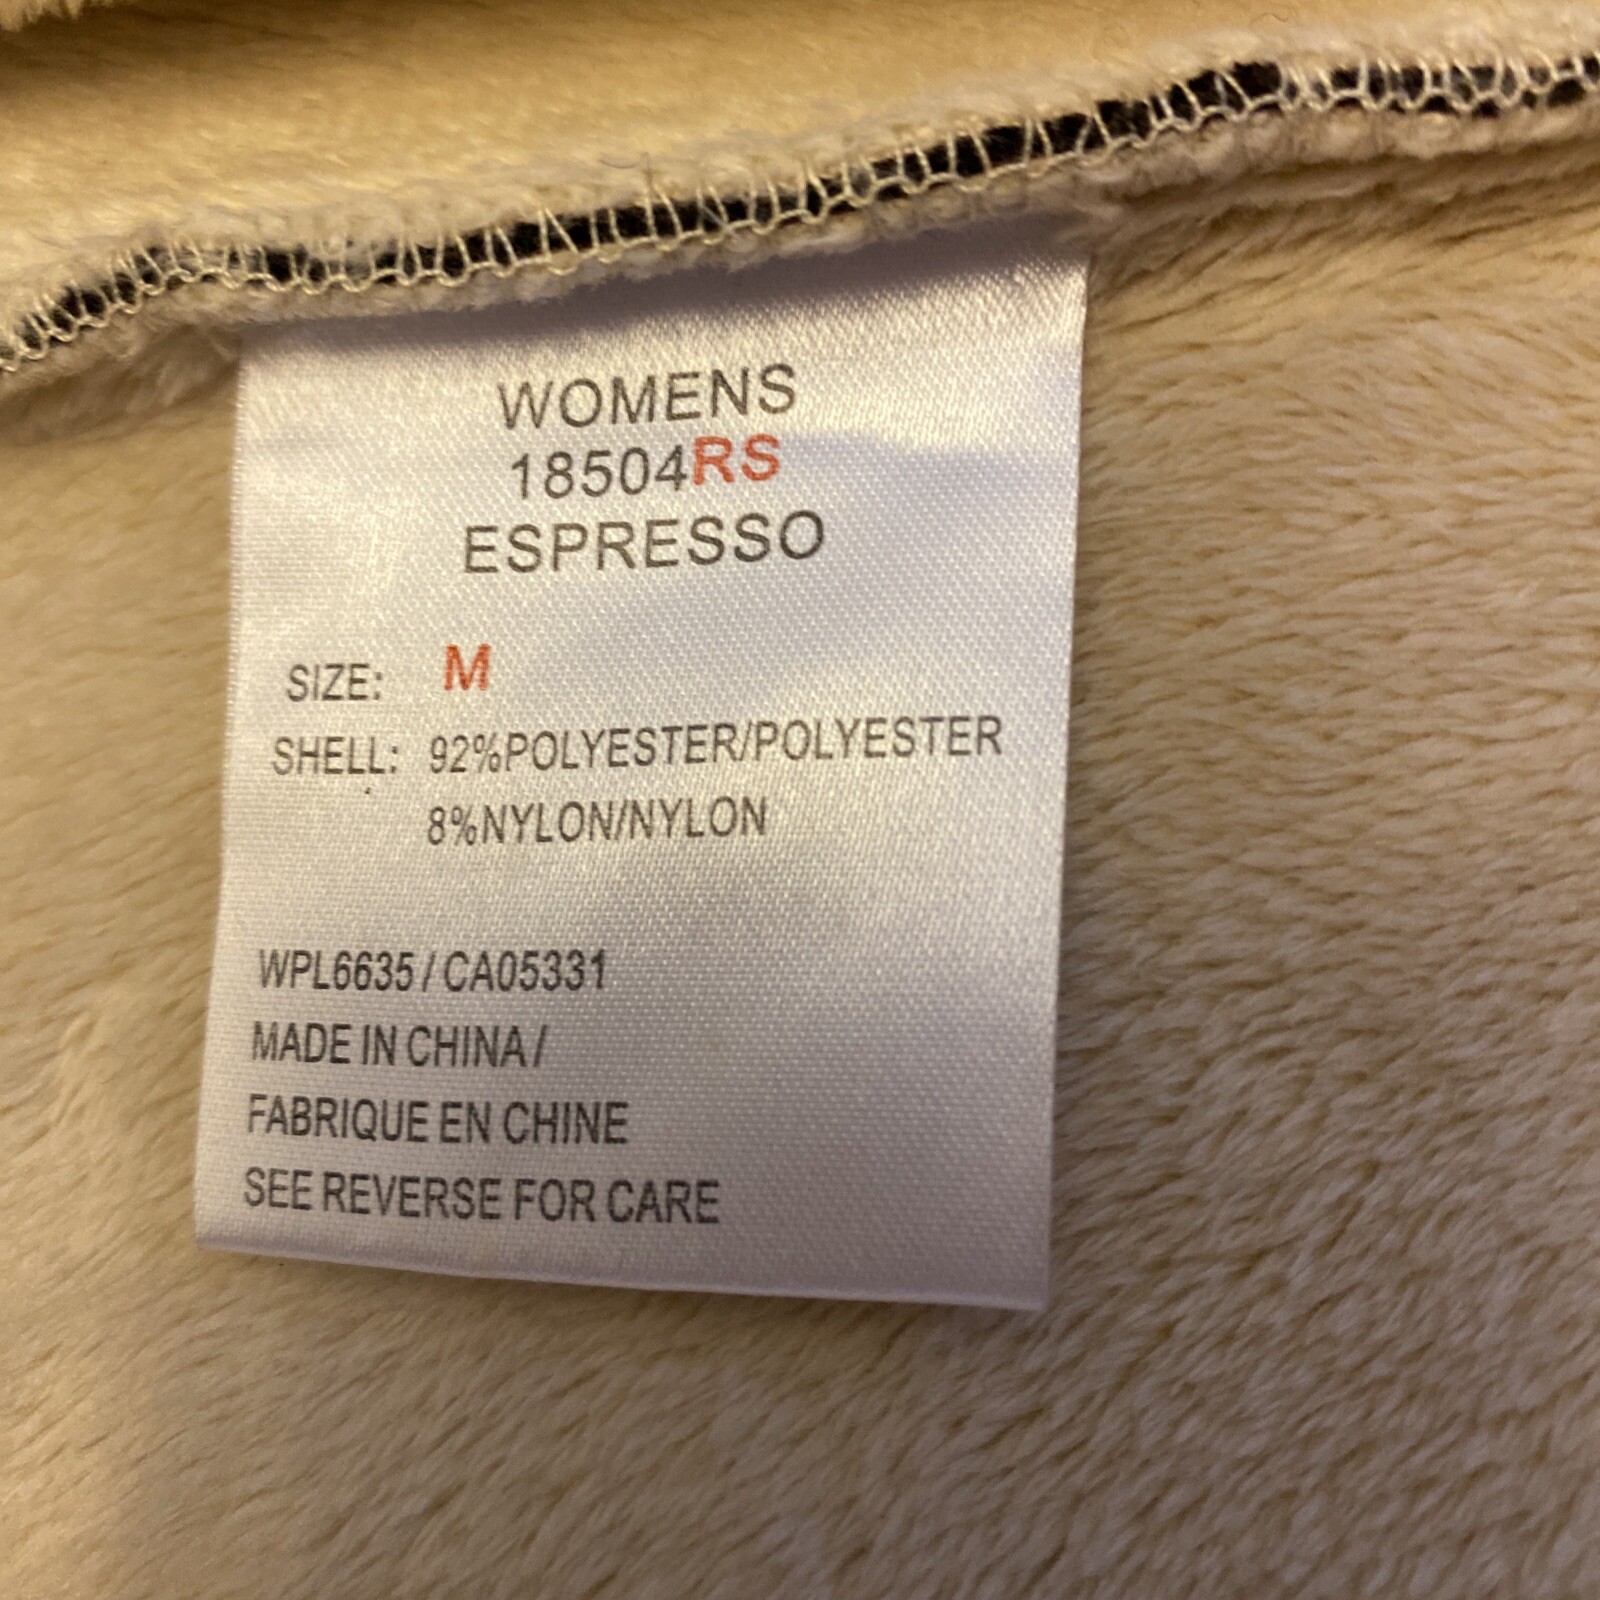 WOMENS
18504RS
ESPRESSO
SIZE: M
SHELL: 92%POLYESTER/POLYESTER
8%NYLON/NYLON
WPL6635 / CA05331
MADE IN CHINA /
FABRIQUE EN CHINE
SEE REVERSE FOR CARE